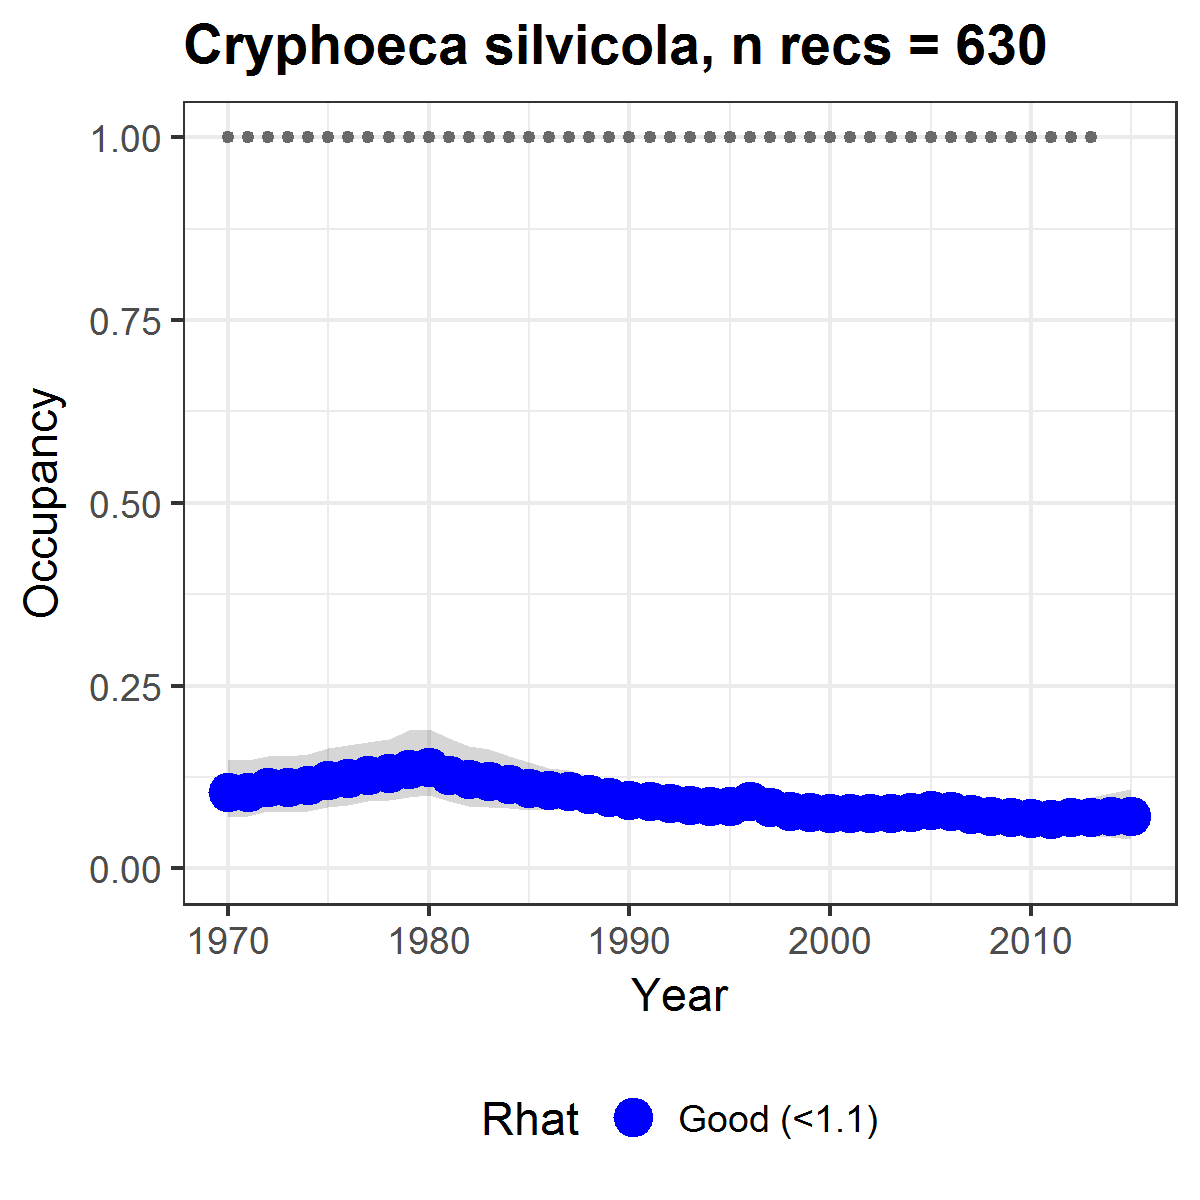 Cryphoeca silvicola, n recs = 630
1.00
0.75
0.50
0.25
0.00
Occupancy
1970 1980 1990 2000 2010
Year
Rhat Good (<1.1)